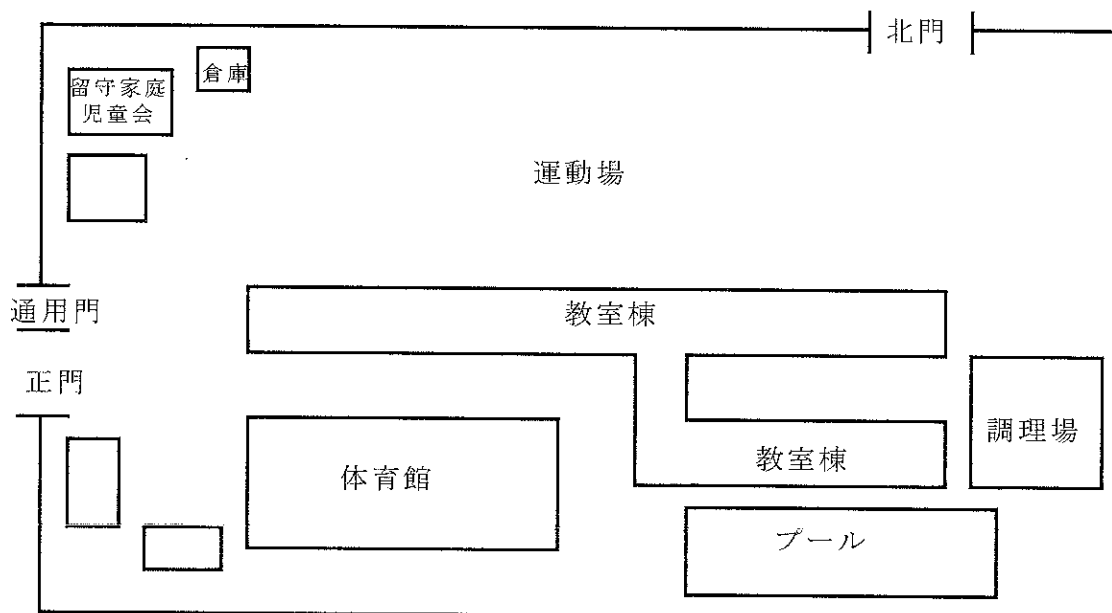 北門
倉庫
留守家庭
児童会
運動場
通用門
教室棟
正門
調理場
教室棟
体育館
プール